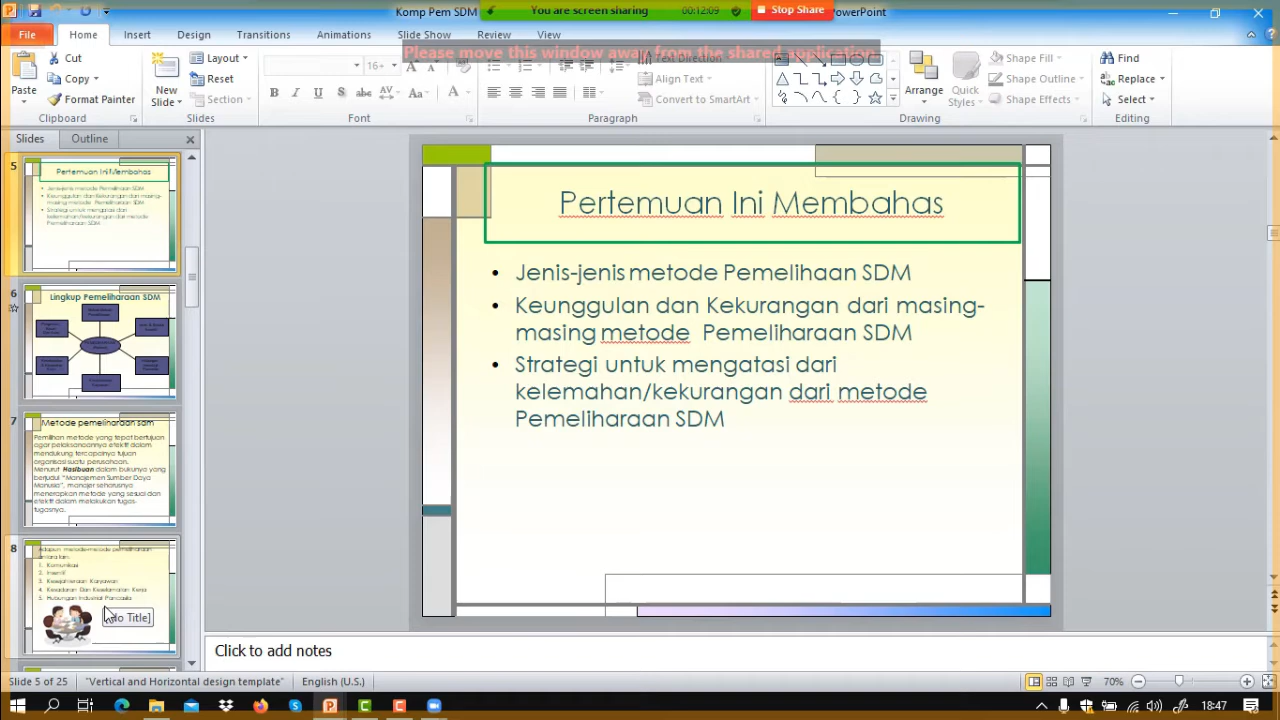 Komp Pem SDM
You are screen sharing
00:12:09
Stop Share
PowerPoint
File
Home
Insert
Design
Transitions
Animations
Slide Show
Review
View
Please move this window away from the shared application
Paste
Cut
Copy
Format Painter
Clipboard
New
Slide
Layout
Reset
Section
Slides
16+
B I U S abc AV Aa A
Font
Text Direction
Align Text
Convert to SmartArt
Paragraph
Arrange
Quick
Styles
Shape Fill
Shape Outline
Shape Effects
Drawing
Find
Replace
Select
Editing
Slides
Outline
5
Pertemuan Ini Membahas
Jenis-jenis metode Pemeliharaan SDM
Keunggulan dan Kekurangan dari masing-
masing metode Pemeliharaan SDM
Strategi untuk mengatasi dari
kelemahan/kekurangan dari metode
Pemeliharaan SDM
6
Lingkup Pemeliharaan SDM
7
Metode pemeliharaan sdm
Pemilihan metode yang tepat bertujuan
agar pelaksanaannya efektif dalam
mendukung tercapainya tujuan
organisasi suatu perusahaan.
Menurut Hasibuan dalam bukunya yang
berjudul "Manajemen Sumber Daya
Manusia", manajer seharusnya
menerapkan metode yang sesuai dan
efektif dalam melakukan tugas-
tugasnya.
8
Adapun metode-metode pemeliharaan
antara lain:
1. Komunikasi
2. Insentif
3. Kesejahteraan Karyawan
4. Kesadaran Dan Keselamatan Kerja
5. Hubungan Industrial Pancasila
Title]
Pertemuan Ini Membahas
• Jenis-jenis metode Pemelihaan SDM
• Keunggulan dan Kekurangan dari masing-
masing metode Pemeliharaan SDM
• Strategi untuk mengatasi dari
kelemahan/kekurangan dari metode
Pemeliharaan SDM
Click to add notes
Slide 5 of 25
"Vertical and Horizontal design template"
English (U.S.)
70%
18:47